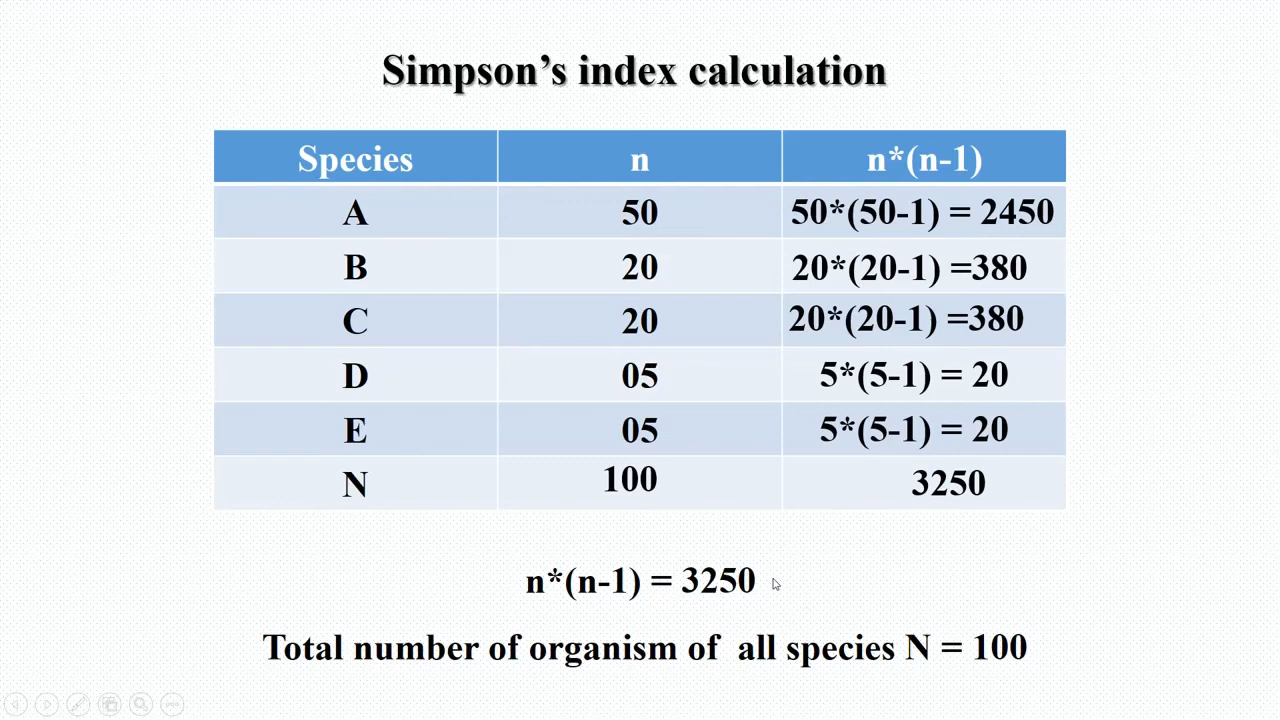 Simpson's index calculation
Species n n*(n-1)
A 50 50*(50-1) = 2450
B 20 20*(20-1) =380
C 20 20*(20-1) =380
D 05 5*(5-1) = 20
E 05 5*(5-1) = 20
N 100 3250
n*(n-1) = 3250
Total number of organism of all species N = 100